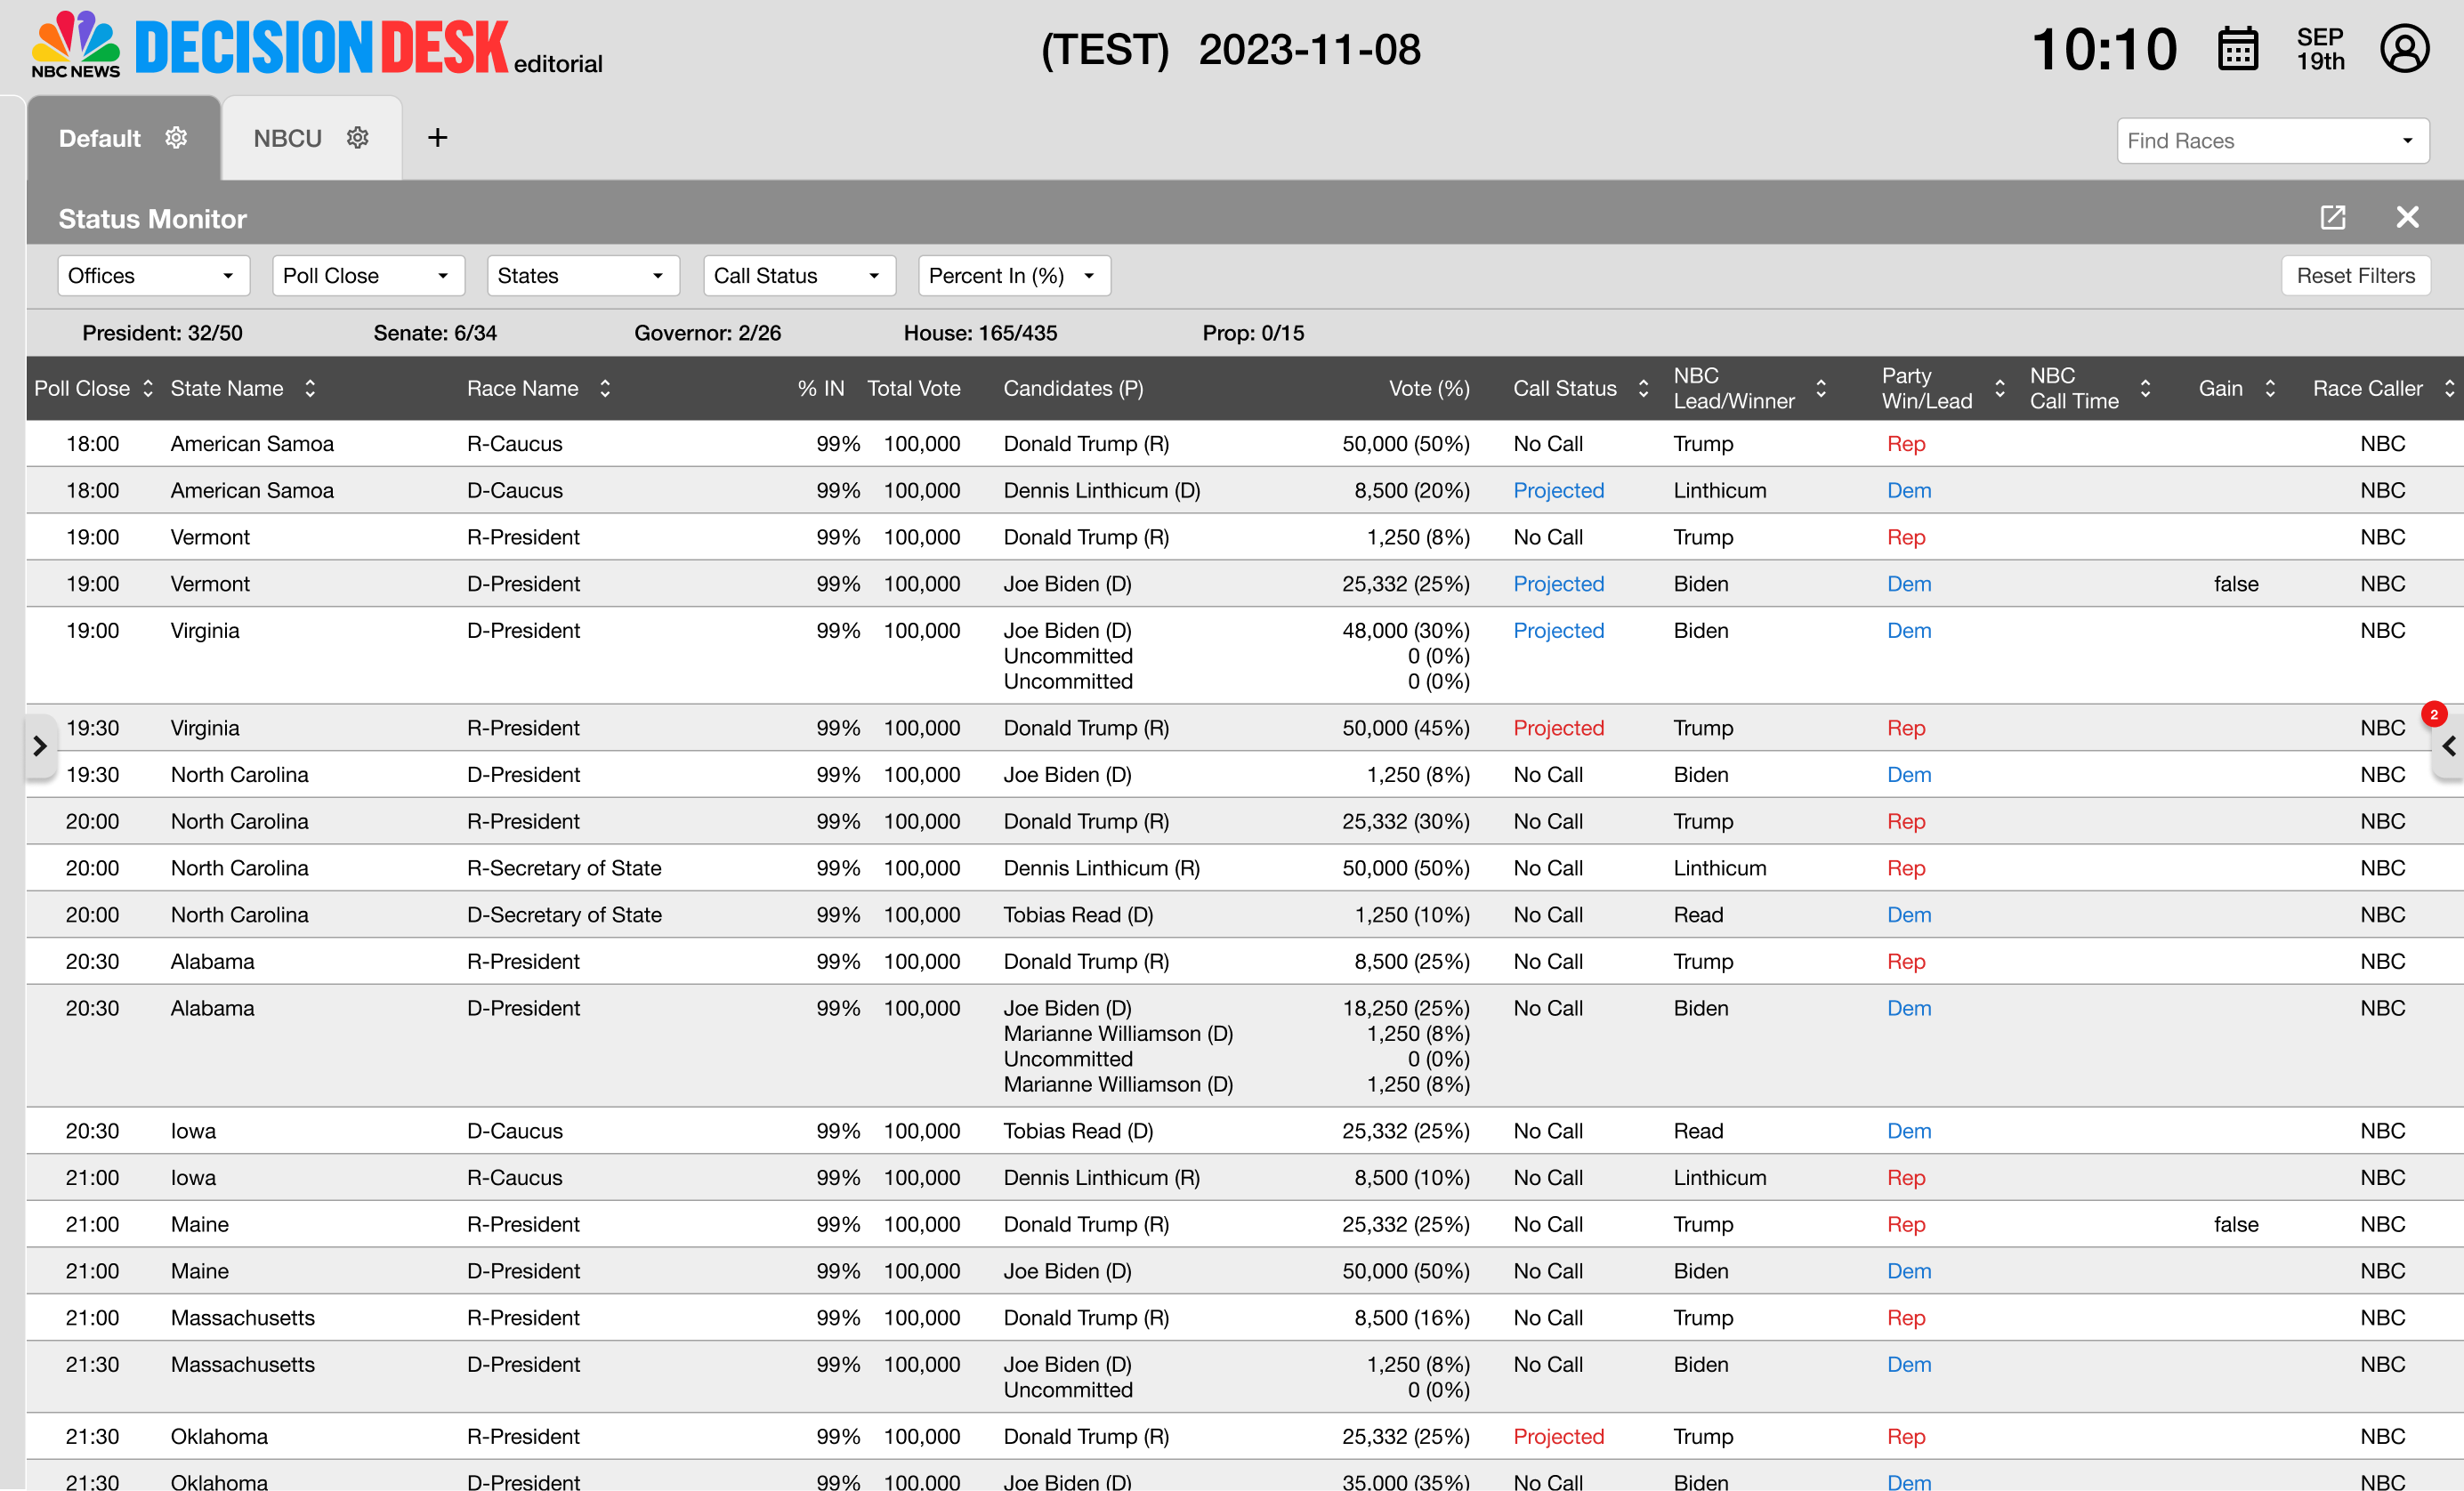 NBC NEWS DECISION DESK editorial
(TEST) 2023-11-08
10:10
SEP
19th
Default
NBCU
+
Find Races
Status Monitor
Offices
Poll Close
States
Call Status
Percent In (%)
Reset Filters
President: 32/50 Senate: 6/34 Governor: 2/26 House: 165/435 Prop: 0/15
Poll Close State Name Race Name % IN Total Vote Candidates (P) Vote (%) Call Status NBC Lead/Winner Party Win/Lead NBC Call Time Gain Race Caller
18:00 American Samoa R-Caucus 99% 100,000 Donald Trump (R) 50,000 (50%) No Call Trump Rep NBC
18:00 American Samoa D-Caucus 99% 100,000 Dennis Linthicum (D) 8,500 (20%) Projected Linthicum Dem NBC
19:00 Vermont R-President 99% 100,000 Donald Trump (R) 1,250 (8%) No Call Trump Rep NBC
19:00 Vermont D-President 99% 100,000 Joe Biden (D) 25,332 (25%) Projected Biden Dem false NBC
19:00 Virginia D-President 99% 100,000 Joe Biden (D) 48,000 (30%) Projected Biden Dem NBC
Uncommitted 0 (0%)
Uncommitted 0 (0%)
19:30 Virginia R-President 99% 100,000 Donald Trump (R) 50,000 (45%) Projected Trump Rep NBC
2
19:30 North Carolina D-President 99% 100,000 Joe Biden (D) 1,250 (8%) No Call Biden Dem NBC
20:00 North Carolina R-President 99% 100,000 Donald Trump (R) 25,332 (30%) No Call Trump Rep NBC
20:00 North Carolina R-Secretary of State 99% 100,000 Dennis Linthicum (R) 50,000 (50%) No Call Linthicum Rep NBC
20:00 North Carolina D-Secretary of State 99% 100,000 Tobias Read (D) 1,250 (10%) No Call Read Dem NBC
20:30 Alabama R-President 99% 100,000 Donald Trump (R) 8,500 (25%) No Call Trump Rep NBC
20:30 Alabama D-President 99% 100,000 Joe Biden (D) 18,250 (25%) No Call Biden Dem NBC
Marianne Williamson (D) 1,250 (8%)
Uncommitted 0 (0%)
Marianne Williamson (D) 1,250 (8%)
20:30 Iowa D-Caucus 99% 100,000 Tobias Read (D) 25,332 (25%) No Call Read Dem NBC
21:00 Iowa R-Caucus 99% 100,000 Dennis Linthicum (R) 8,500 (10%) No Call Linthicum Rep NBC
21:00 Maine R-President 99% 100,000 Donald Trump (R) 25,332 (25%) No Call Trump Rep false NBC
21:00 Maine D-President 99% 100,000 Joe Biden (D) 50,000 (50%) No Call Biden Dem NBC
21:00 Massachusetts R-President 99% 100,000 Donald Trump (R) 8,500 (16%) No Call Trump Rep NBC
21:30 Massachusetts D-President 99% 100,000 Joe Biden (D) 1,250 (8%) No Call Biden Dem NBC
Uncommitted 0 (0%)
21:30 Oklahoma R-President 99% 100,000 Donald Trump (R) 25,332 (25%) Projected Trump Rep NBC
21:30 Oklahoma D-President 99% 100,000 Joe Biden (D) 35,000 (35%) No Call Biden Dem NBC